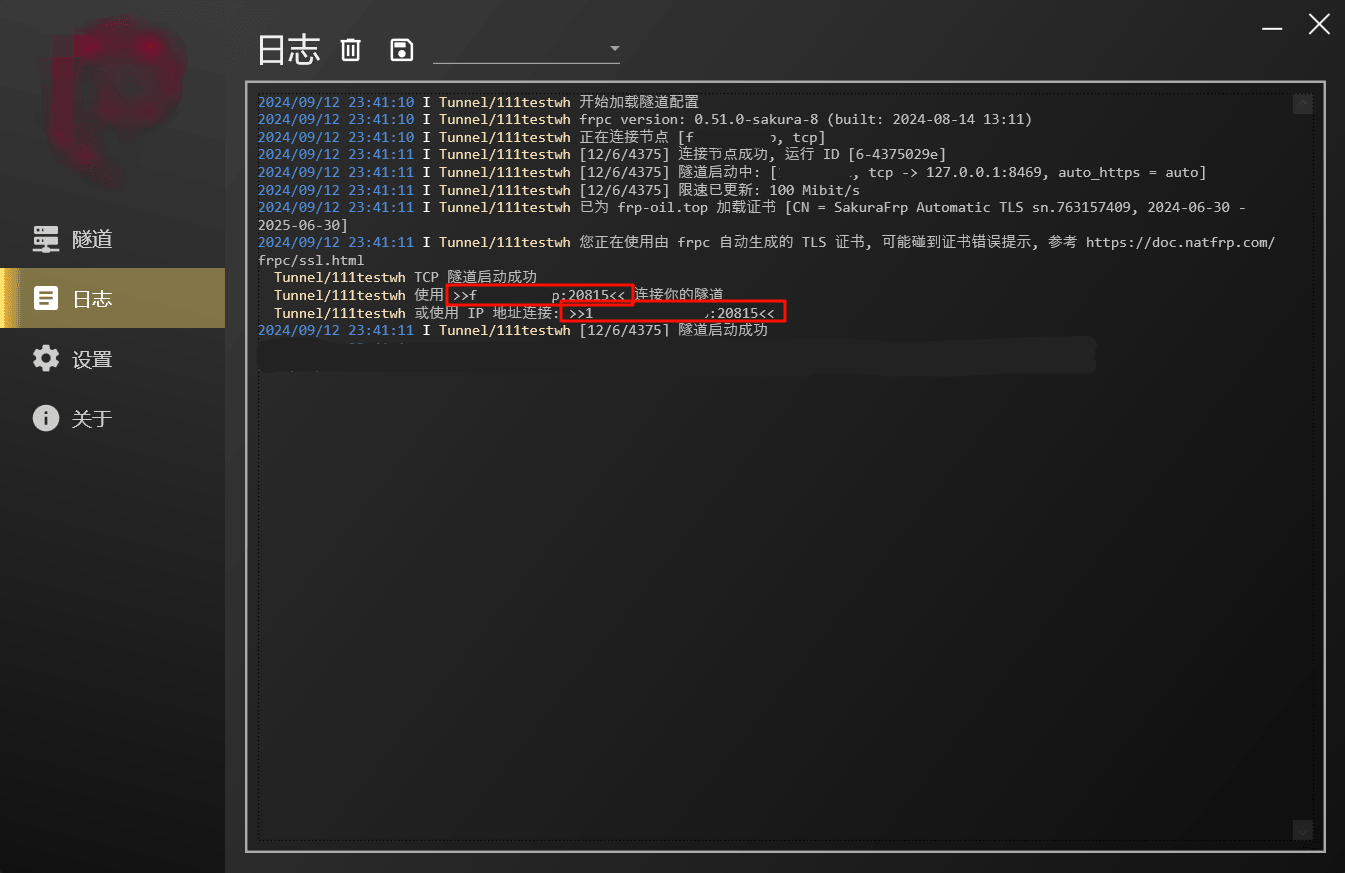 日志
2024/09/12 23:41:10 I Tunnel/111testwh 开始加载隧道配置
2024/09/12 23:41:10 I Tunnel/111testwh frpc version: 0.51.0-sakura-8 (built: 2024-08-14 13:11)
2024/09/12 23:41:10 I Tunnel/111testwh 正在连接节点 [f , tcp]
2024/09/12 23:41:11 I Tunnel/111testwh [12/6/4375] 连接节点成功, 运行 ID [6-4375029e]
2024/09/12 23:41:11 I Tunnel/111testwh [12/6/4375] 隧道启动中: [ , tcp -> 127.0.0.1:8469, auto_https = auto]
2024/09/12 23:41:11 I Tunnel/111testwh [12/6/4375] 限速已更新: 100 Mibit/s
2024/09/12 23:41:11 I Tunnel/111testwh 已为 frp-oil.top 加载证书 [CN = SakuraFrp Automatic TLS sn.763157409, 2024-06-30 -
2025-06-30]
2024/09/12 23:41:11 I Tunnel/111testwh 您正在使用由 frpc 自动生成的 TLS 证书, 可能碰到证书错误提示, 参考 https://doc.natfrp.com/
frpc/ssl.html
Tunnel/111testwh TCP 隧道启动成功
Tunnel/111testwh 使用 >>f p:20815<< 连接你的隧道
Tunnel/111testwh 或使用 IP 地址连接: >>1 :20815<<
2024/09/12 23:41:11 I Tunnel/111testwh [12/6/4375] 隧道启动成功
隧道
日志
设置
关于